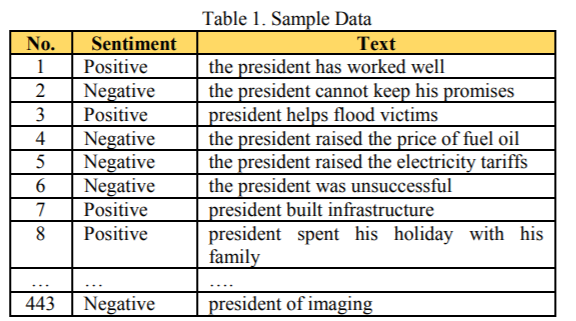 Table 1. Sample Data
No. Sentiment Text
1 Positive the president has worked well
2 Negative the president cannot keep his promises
3 Positive president helps flood victims
4 Negative the president raised the price of fuel oil
5 Negative the president raised the electricity tariffs
6 Negative the president was unsuccessful
7 Positive president built infrastructure
8 Positive president spent his holiday with his
family
... ... ....
443 Negative president of imaging